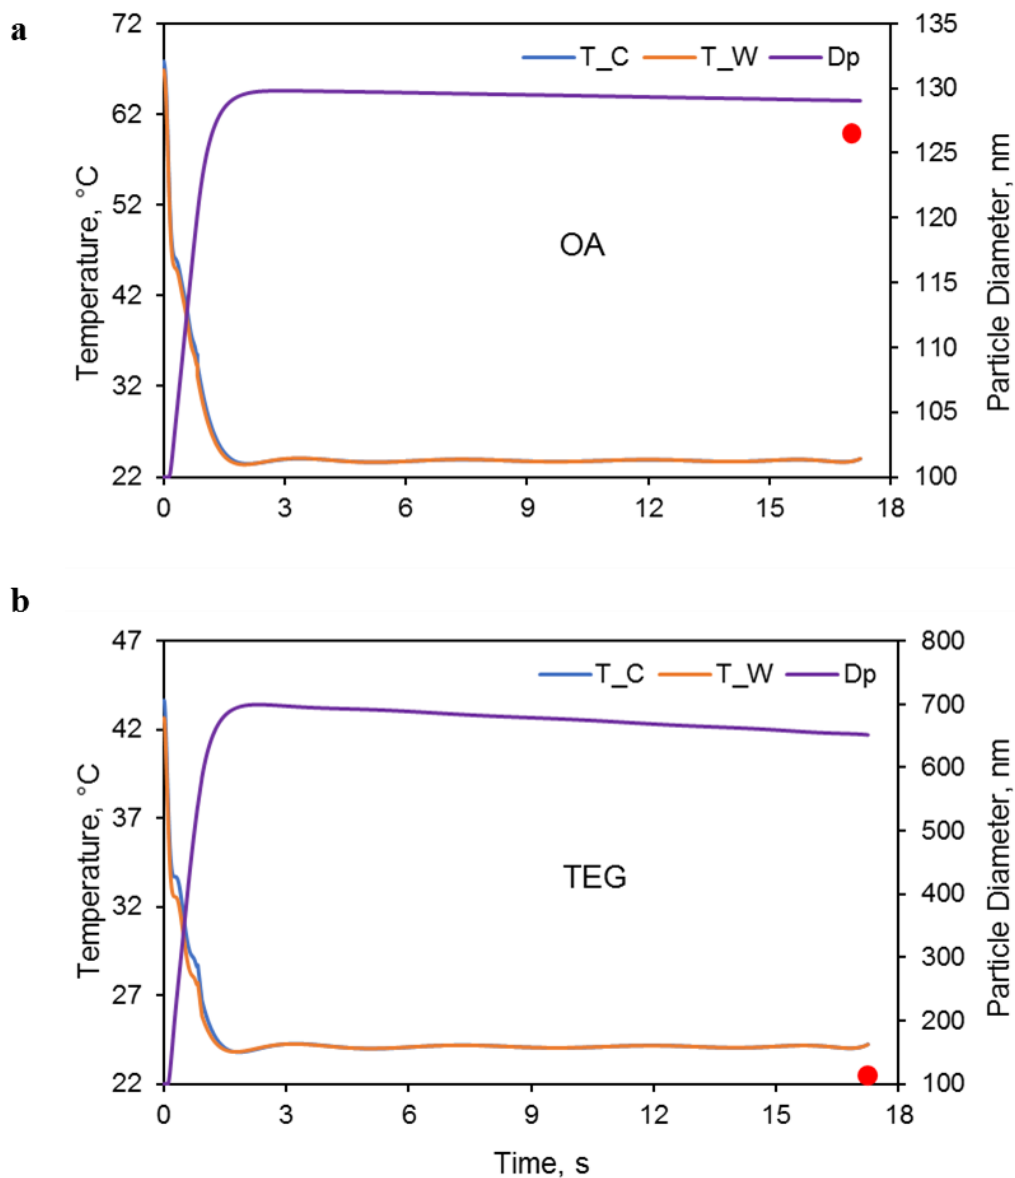 a
72
62
52
42
32
22
Temperature, °C
T_C T_W Dp
OA
135
130
125
120
115
110
105
100
Particle Diameter, nm
0 3 6 9 12 15 18
b
47
42
37
32
27
22
Temperature, °C
T_C T_W Dp
TEG
800
700
600
500
400
300
200
100
Particle Diameter, nm
0 3 6 9 12 15 18
Time, s